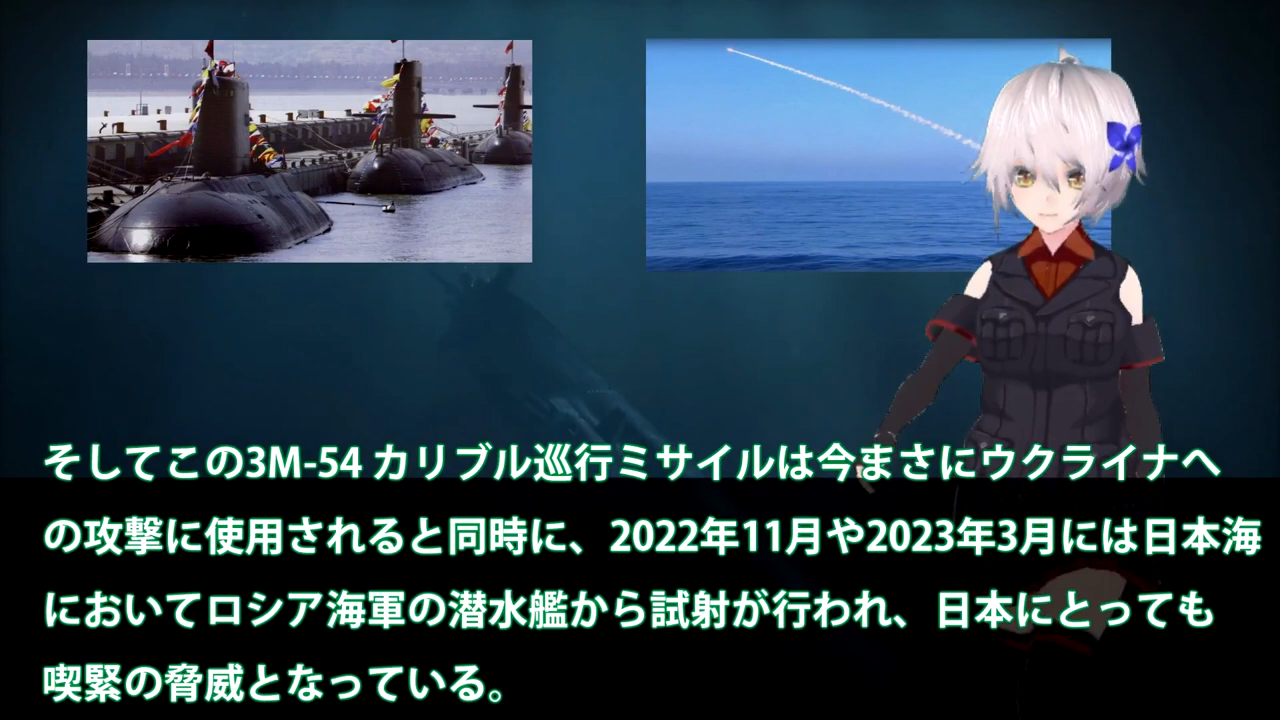 そしてこの3M-54 カリブル巡行ミサイルは今まさにウクライナへ
の攻撃に使用されると同時に、2022年11月や2023年3月には日本海
においてロシア海軍の潜水艦から試射が行われ、日本にとっても
喫緊の脅威となっている。